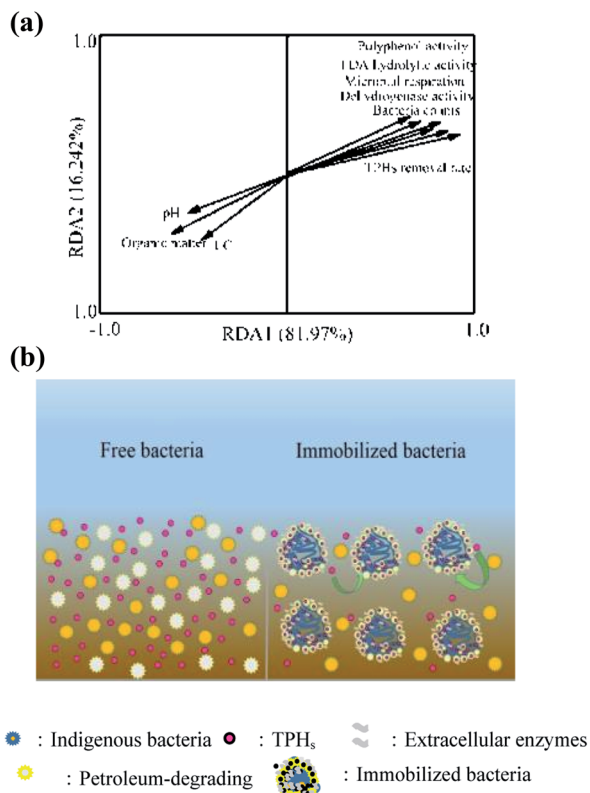 (a)
1.0
Polyphenol activity
FDA hydrolytic activity
Microbial respiration
Dehydrogenase activity
Bacteria counts
TPHs removal rate
pH
Organic matter
RDA2 (16.242%)
1.0
-1.0
RDA1 (81.97%)
1.0
(b)
Free bacteria
Immobilized bacteria
: Indigenous bacteria
: TPHs
: Extracellular enzymes
: Petroleum-degrading
: Immobilized bacteria